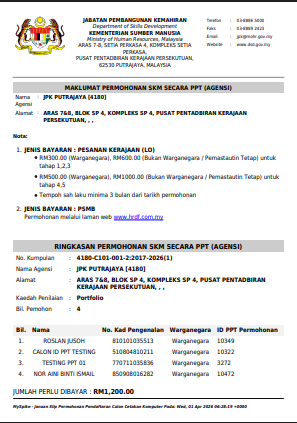 JABATAN PEMBANGUNAN KEMAHIRAN
Department of Skills Development
KEMENTERIAN SUMBER MANUSIA
Ministry of Human Resources, Malaysia
ARAS 7-8, SETIA PERKASA 4, KOMPLEKS SETIA
PERKASA,
PUSAT PENTADBIRAN KERAJAAN PERSEKUTUAN,
62530 PUTRAJAYA, MALAYSIA
Telefon : 03-8886 5000
Faks : 03-8889 2423
Email : jpk@mohr.gov.my
Website : www.dsd.gov.my
MAKLUMAT PERMOHONAN SKM SECARA PPT (AGENSI)
Nama Agensi : JPK PUTRAJAYA [4180]
Alamat : ARAS 7&8, BLOK SP 4, KOMPLEKS SP 4, PUSAT PENTADBIRAN KERAJAAN
PERSEKUTUAN, , ,
Nota:
1. JENIS BAYARAN : PESANAN KERAJAAN (LO)
• RM300.00 (Warganegara), RM600.00 (Bukan Warganegara / Pemastautin Tetap) untuk
tahap 1,2,3
• RM500.00 (Warganegara), RM1000.00 (Bukan Warganegara / Pemastautin Tetap) untuk
tahap 4,5
• Tempoh sah laku minima 3 bulan dari tarikh permohonan
2. JENIS BAYARAN : PSMB
Permohonan melalui laman web www.hrdf.com.my
RINGKASAN PERMOHONAN SKM SECARA PPT (AGENSI)
No. Kumpulan : 4180-C101-001-2:2017-2026(1)
Nama Agensi : JPK PUTRAJAYA [4180]
Alamat : ARAS 7&8, BLOK SP 4, KOMPLEKS SP 4, PUSAT PENTADBIRAN
KERAJAAN PERSEKUTUAN, , ,
Kaedah Penilaian : Portfolio
Bil. Pemohon : 4
Bil. Nama No. Kad Pengenalan Warganegara ID PPT Permohonan
1. ROSLAN JUSOH 810101035513 Warganegara 10349
2. CALON ID PPT TESTING 510804810211 Warganegara 10322
3. TESTING PPT 01 770711035836 Warganegara 3272
4. NOR AINI BINTI ISMAIL 850908016282 Warganegara 10472
JUMLAH PERLU DIBAYAR : RM1,200.00
MySpike - Janaan Slip Permohonan Pendaftaran Calon Cetakan Komputer Pada: Wed, 01 Apr 2026 06:28:19 +0000